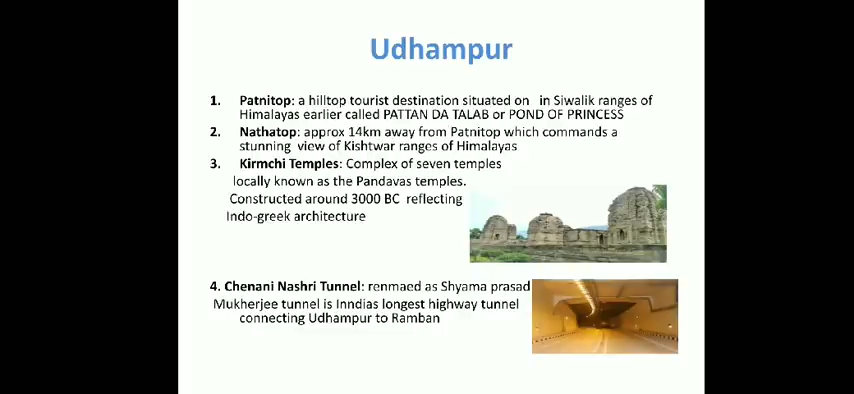 Udhampur
1. Patnitop: a hilltop tourist destination situated on in Siwalik ranges of
Himalayas earlier called PATTAN DA TALAB or POND OF PRINCESS
2. Nathatop: approx 14km away from Patnitop which commands a
stunning view of Kishtwar ranges of Himalayas
3. Kirmchi Temples: Complex of seven temples
locally known as the Pandavas temples.
Constructed around 3000 BC reflecting
Indo-greek architecture
4. Chenani Nashri Tunnel: renmaed as Shyama prasad
Mukherjee tunnel is Inndias longest highway tunnel
connecting Udhampur to Ramban